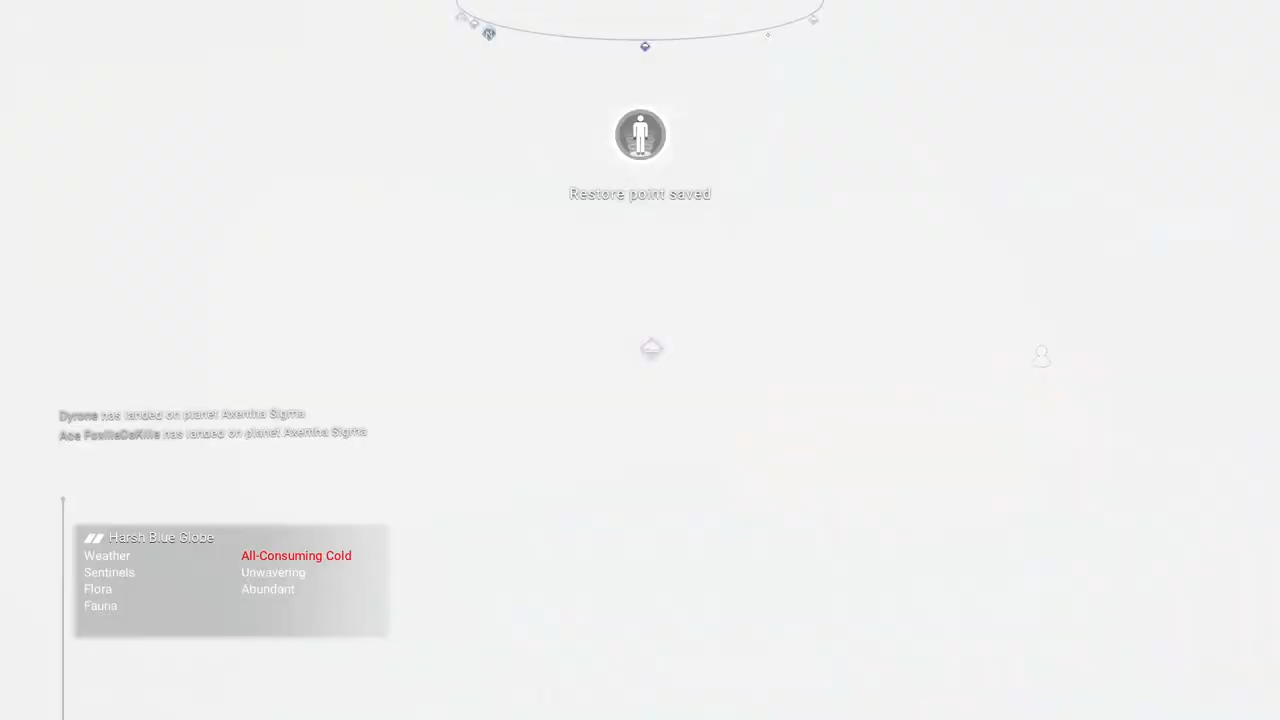 N
Restore point saved
Dyrone has landed on planet Axentha Sigma
Ace FoxillaDaKilla has landed on planet Axentha Sigma
Harsh Blue Globe
Weather All-Consuming Cold
Sentinels Unwavering
Flora Abundant
Fauna